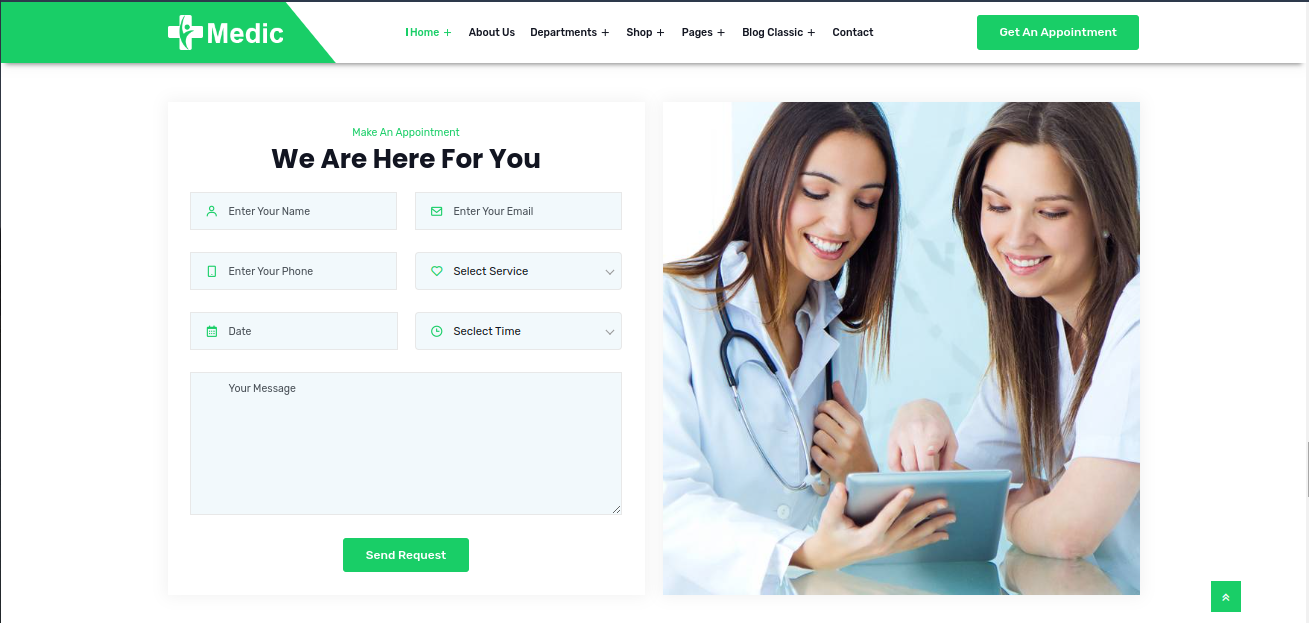 Medic
Home + About Us Departments + Shop + Pages + Blog Classic + Contact
Get An Appointment
Make An Appointment
We Are Here For You
Enter Your Name
Enter Your Email
Enter Your Phone
Select Service
Date
Seclect Time
Your Message
Send Request